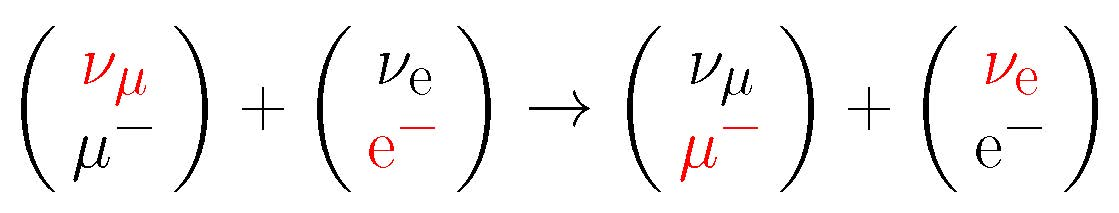 ( ν_μ ) + ( ν_e ) → ( ν_μ ) + ( ν_e )
( μ⁻ ) ( e⁻ ) ( μ⁻ ) ( e⁻ )